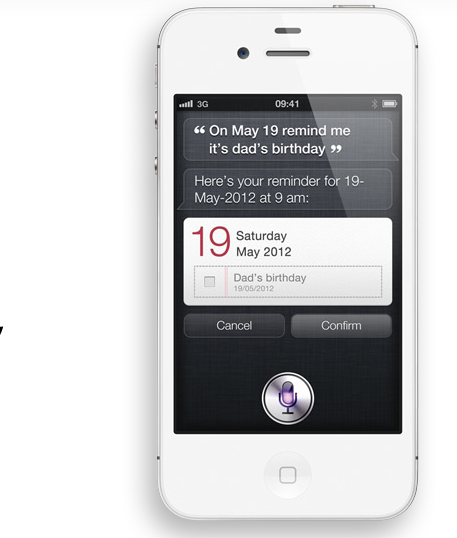 3G 09:41
“ On May 19 remind me
it's dad's birthday ”
Here's your reminder for 19-
May-2012 at 9 am:
19 Saturday
May 2012
Dad's birthday
19/05/2012
Cancel Confirm